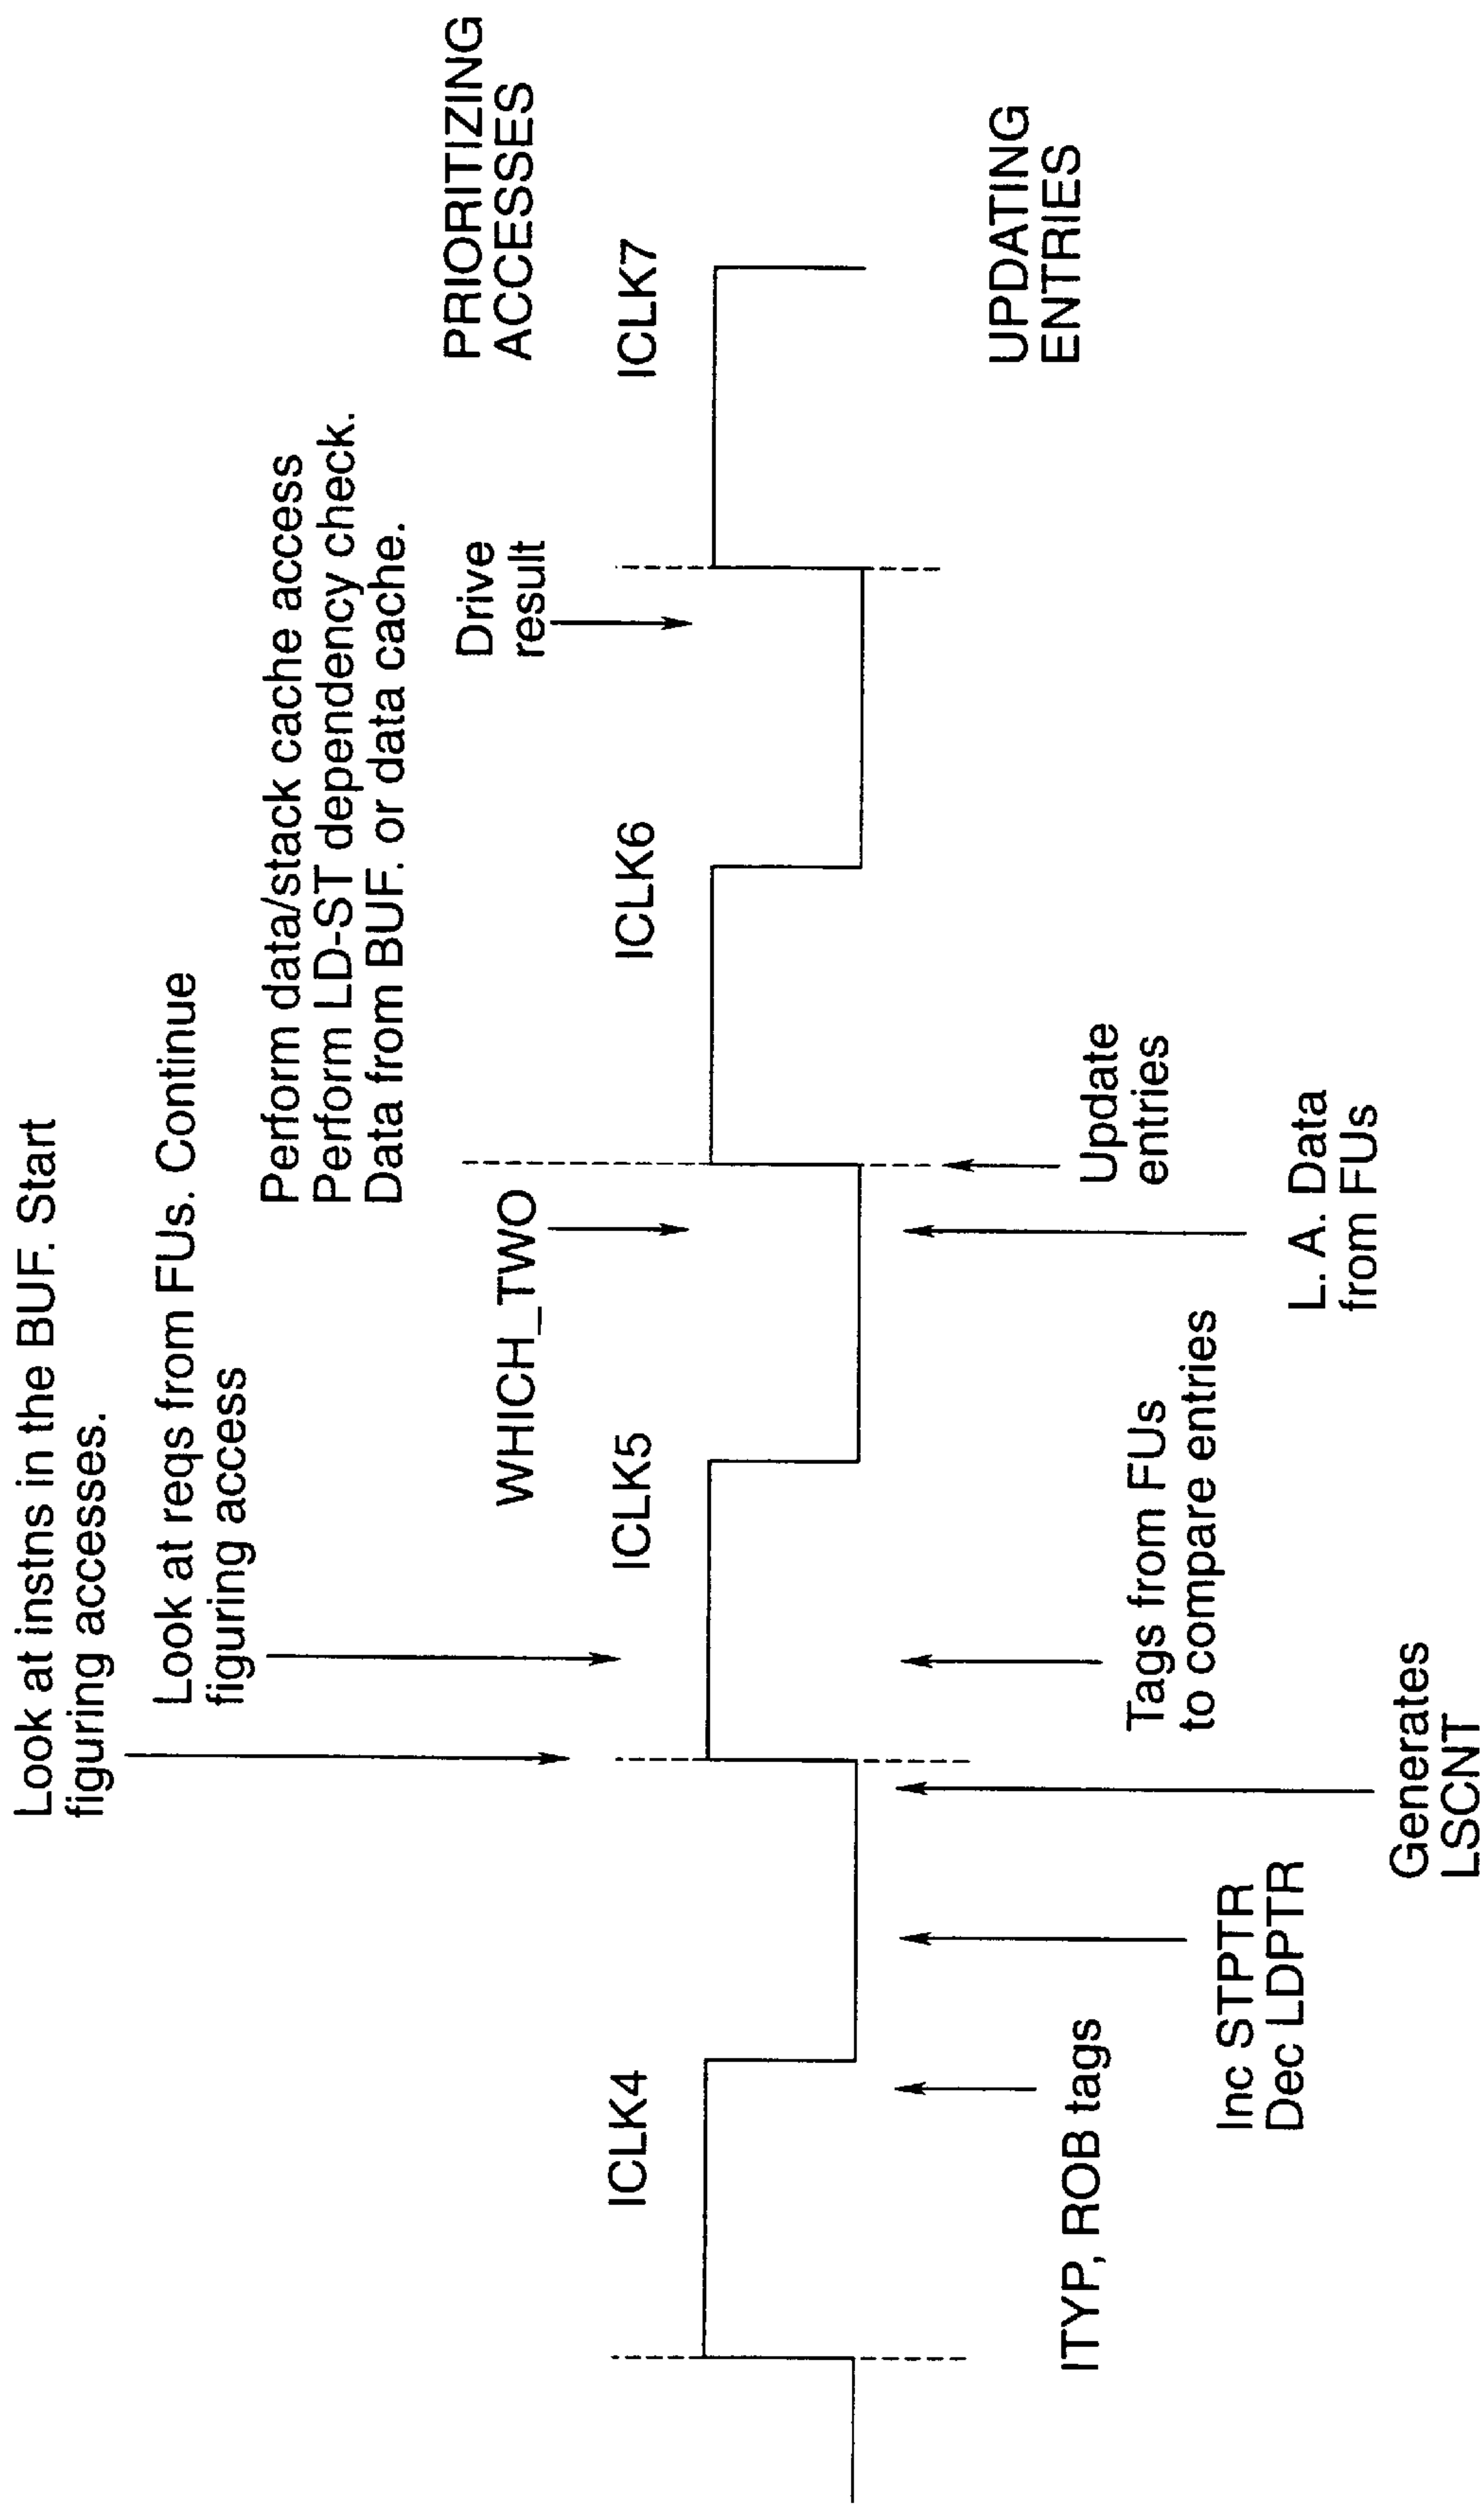 Look at instns in the BUF. Start
figuring accesses.
Look at reqs from FUs. Continue
figuring access
Perform data/stack cache access
Perform LD-ST dependency check.
Data from BUF. or data cache.
PRIORITIZING
ACCESSES
WHICH_TWO
Drive
result
ICLK4
ICLK5
ICLK6
ICLK7
UPDATING
ENTRIES
ITYP, ROB tags
Inc STPTR
Dec LDPTR
Generates
LSCNT
Tags from FUs
to compare entries
Update
entries
L. A. Data
from FUs